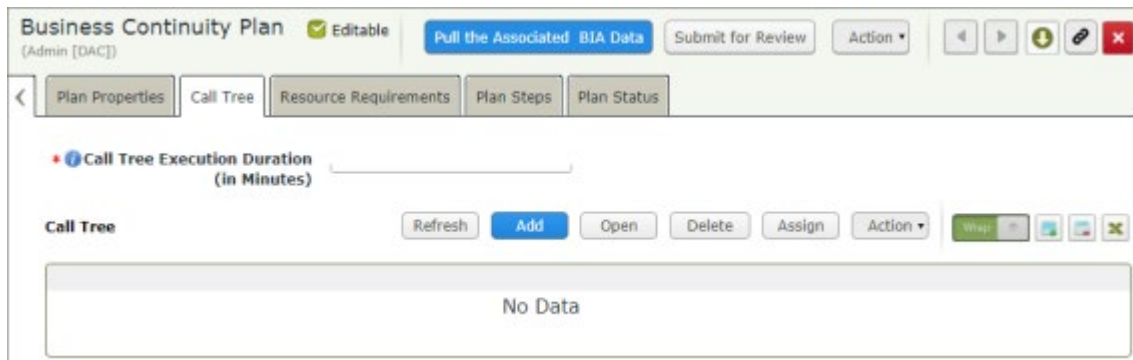 Business Continuity Plan
Editable
Pull the Associated BIA Data
Submit for Review
Action
(Admin [DAC])
Plan Properties
Call Tree
Resource Requirements
Plan Steps
Plan Status
* Call Tree Execution Duration
(in Minutes)
Call Tree
Refresh
Add
Open
Delete
Assign
Action
Wrap
No Data